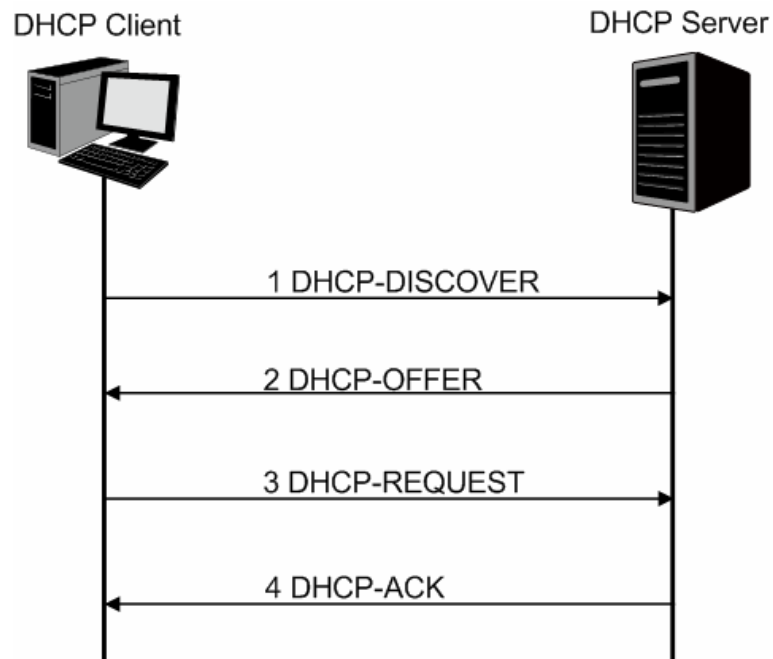 DHCP Client
DHCP Server
1 DHCP-DISCOVER
2 DHCP-OFFER
3 DHCP-REQUEST
4 DHCP-ACK